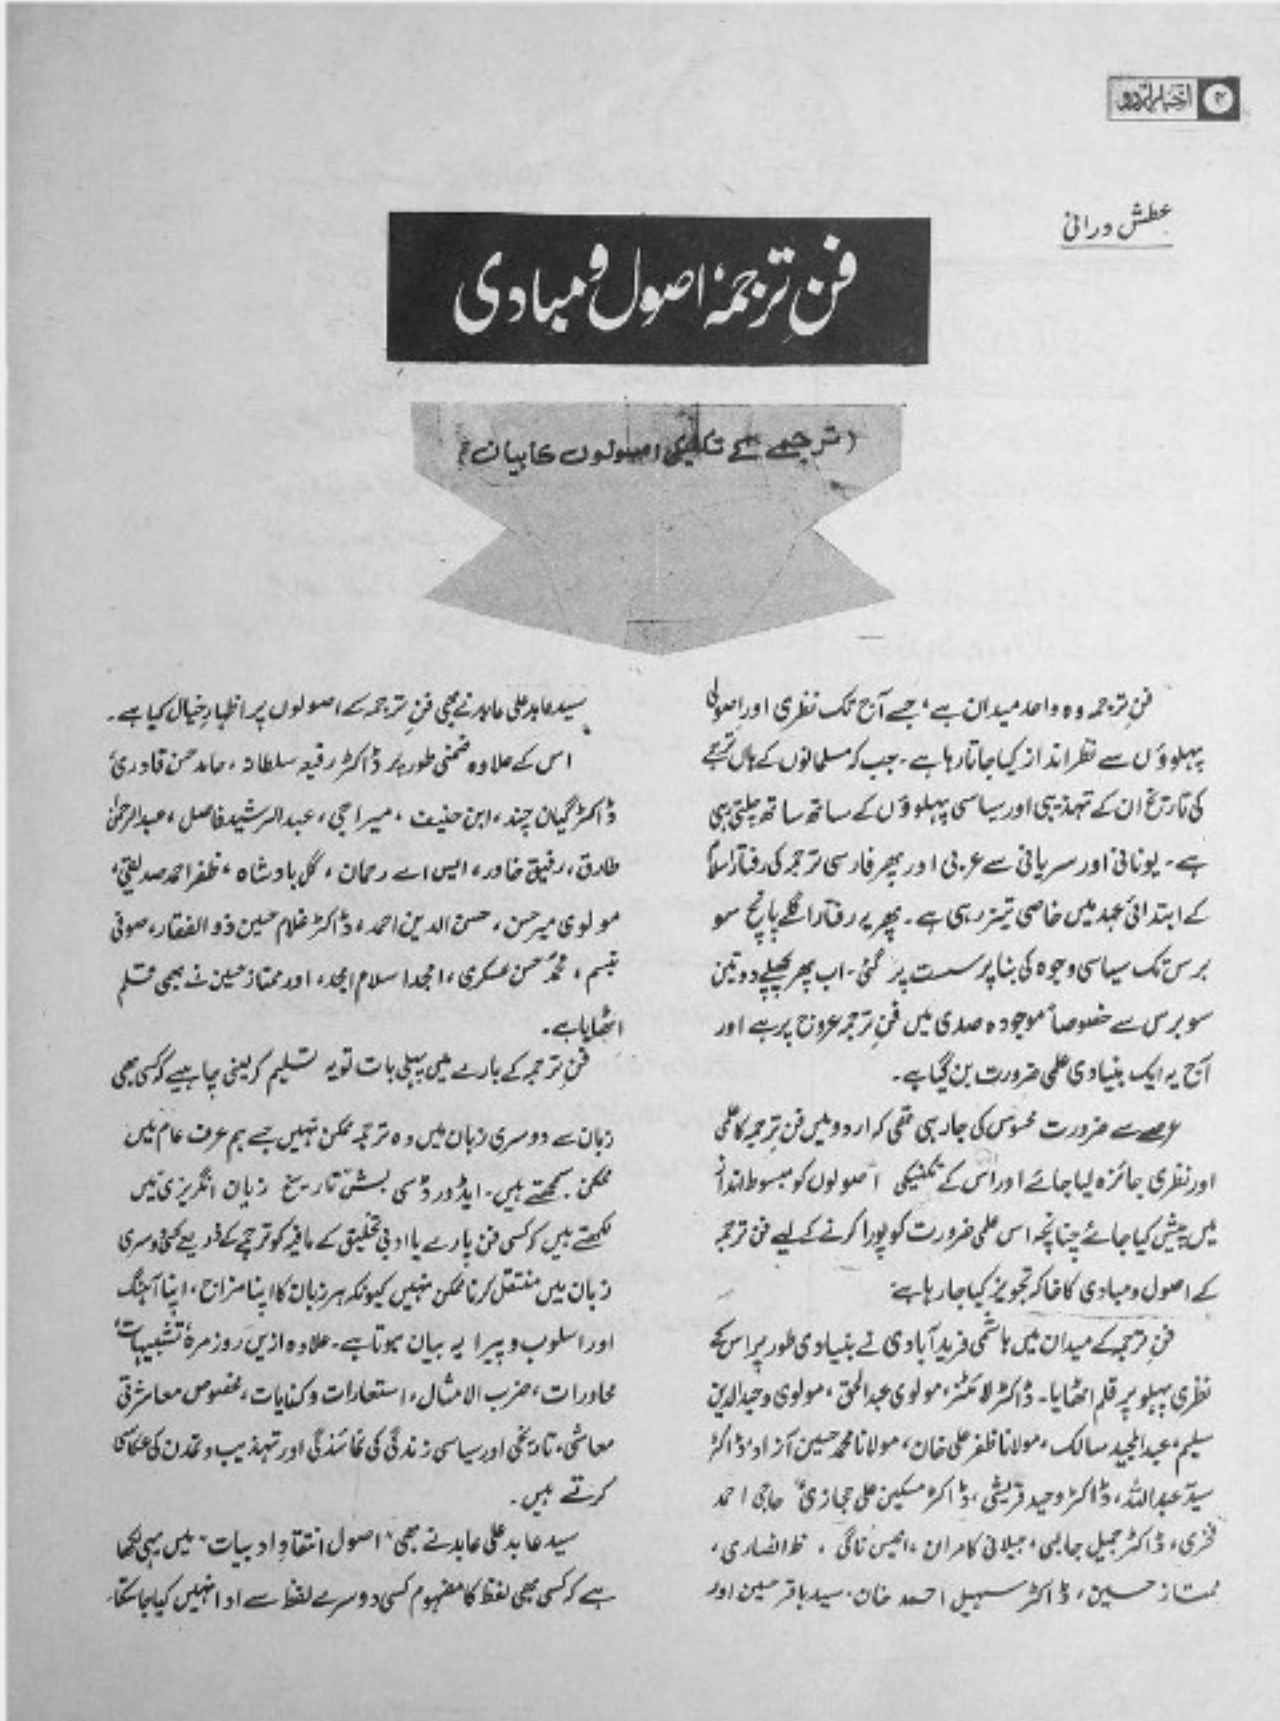 ۴ اخبار اردو
عطش درانی
فنِ ترجمہ اصول و مبادی
(ترجمے کے تکنیکی اصولوں کا بیان)
فنِ ترجمہ وہ واحد میدان ہے، جسے آج تک نظری اور اصولی
پہلوؤں سے نظر انداز کیا جاتا رہا ہے۔ جب کہ مسلمانوں کے ہاں ترجمے
کی تاریخ ان کے تہذیبی اور سیاسی پہلوؤں کے ساتھ ساتھ چلتی رہی
ہے۔ یونانی اور سریانی سے عربی اور پھر فارسی ترجمہ کی رفتار اسلام
کے ابتدائی عہد میں خاصی تیز رہی ہے۔ پھر یہ رفتار اگلے پانچ سو
برس تک سیاسی وجوہ کی بنا پر سست پڑ گئی۔ اب پھر پچھلے دو تین
سو برس سے خصوصاً موجودہ صدی میں فنِ ترجمہ عروج پر ہے اور
آج یہ ایک بنیادی علمی ضرورت بن گیا ہے۔
عرصے سے ضرورت محسوس کی جا رہی تھی کہ اردو میں فنِ ترجمہ کا علمی
اور نظری جائزہ لیا جائے اور اس کے تکنیکی اصولوں کو مبسوط انداز
میں پیش کیا جائے چنانچہ اس علمی ضرورت کو پورا کرنے کے لیے فنِ ترجمہ
کے اصول و مبادی کا خاکہ تجویز کیا جا رہا ہے
فنِ ترجمہ کے میدان میں ہاشمی فرید آبادی نے بنیادی طور پر اس کے
نظری پہلو پر قلم اٹھایا۔ ڈاکٹر لائٹنر، مولوی عبدالحق، مولوی وحیدالدین
سلیم، عبدالمجید سالک، مولانا ظفر علی خان، مولانا محمد حسین آزاد، ڈاکٹر
سید عبداللہ، ڈاکٹر وحید قریشی، ڈاکٹر مسکین علی حجازی، حاجی احمد
فخری، ڈاکٹر جمیل جالبی، جیلانی کامران، انیس ناگی، ظ انصاری،
ممتاز حسین، ڈاکٹر سہیل احمد خان، سید باقر حسین اور
سید عابد علی عابد نے بھی فنِ ترجمہ کے اصولوں پر اظہارِ خیال کیا ہے۔
اس کے علاوہ ضمنی طور پر ڈاکٹر رفیعہ سلطانہ، حامد حسن قادری،
ڈاکٹر گیان چند، ابن حنیف، میرا جی، عبدالرشید فاضل، عبدالرحمٰن
طارق، رفیق خاور، ایس اے رحمان، گل بادشاہ، ظفر احمد صدیقی،
مولوی میر حسن، حسن الدین احمد، ڈاکٹر غلام حسین ذوالفقار، صوفی
تبسم، محمد حسن عسکری، امجد اسلام امجد، اور ممتاز حسین نے بھی قلم
اٹھایا ہے۔
فنِ ترجمہ کے بارے میں پہلی بات تو یہ تسلیم کر لینی چاہیے کہ کسی بھی
زبان سے دوسری زبان میں وہ ترجمہ ممکن نہیں جسے ہم عرف عام میں
ممکن سمجھتے ہیں۔ ایڈورڈ سی بش تاریخ زبان انگریزی میں
لکھتے ہیں کہ کسی فن پارے یا ادبی تخلیق کے مافیہ کو ترجمے کے ذریعے کسی دوسری
زبان میں منتقل کرنا ممکن نہیں کیونکہ ہر زبان کا اپنا مزاج، اپنا آہنگ
اور اسلوب و پیرایہ بیان ہوتا ہے۔ علاوہ ازیں روزمرہ، تشبیہات،
محاورات، ضرب الامثال، استعارات و کنایات، مخصوص معاشرتی
معاشی، تاریخی اور سیاسی زندگی کی نمائندگی اور تہذیب و تمدن کی عکاسی
کرتے ہیں۔
سید عابد علی عابد نے بھی "اصول انتقادِ ادبیات" میں یہی لکھا
ہے کہ کسی بھی لفظ کا مفہوم کسی دوسرے لفظ سے ادا نہیں کیا جا سکتا۔